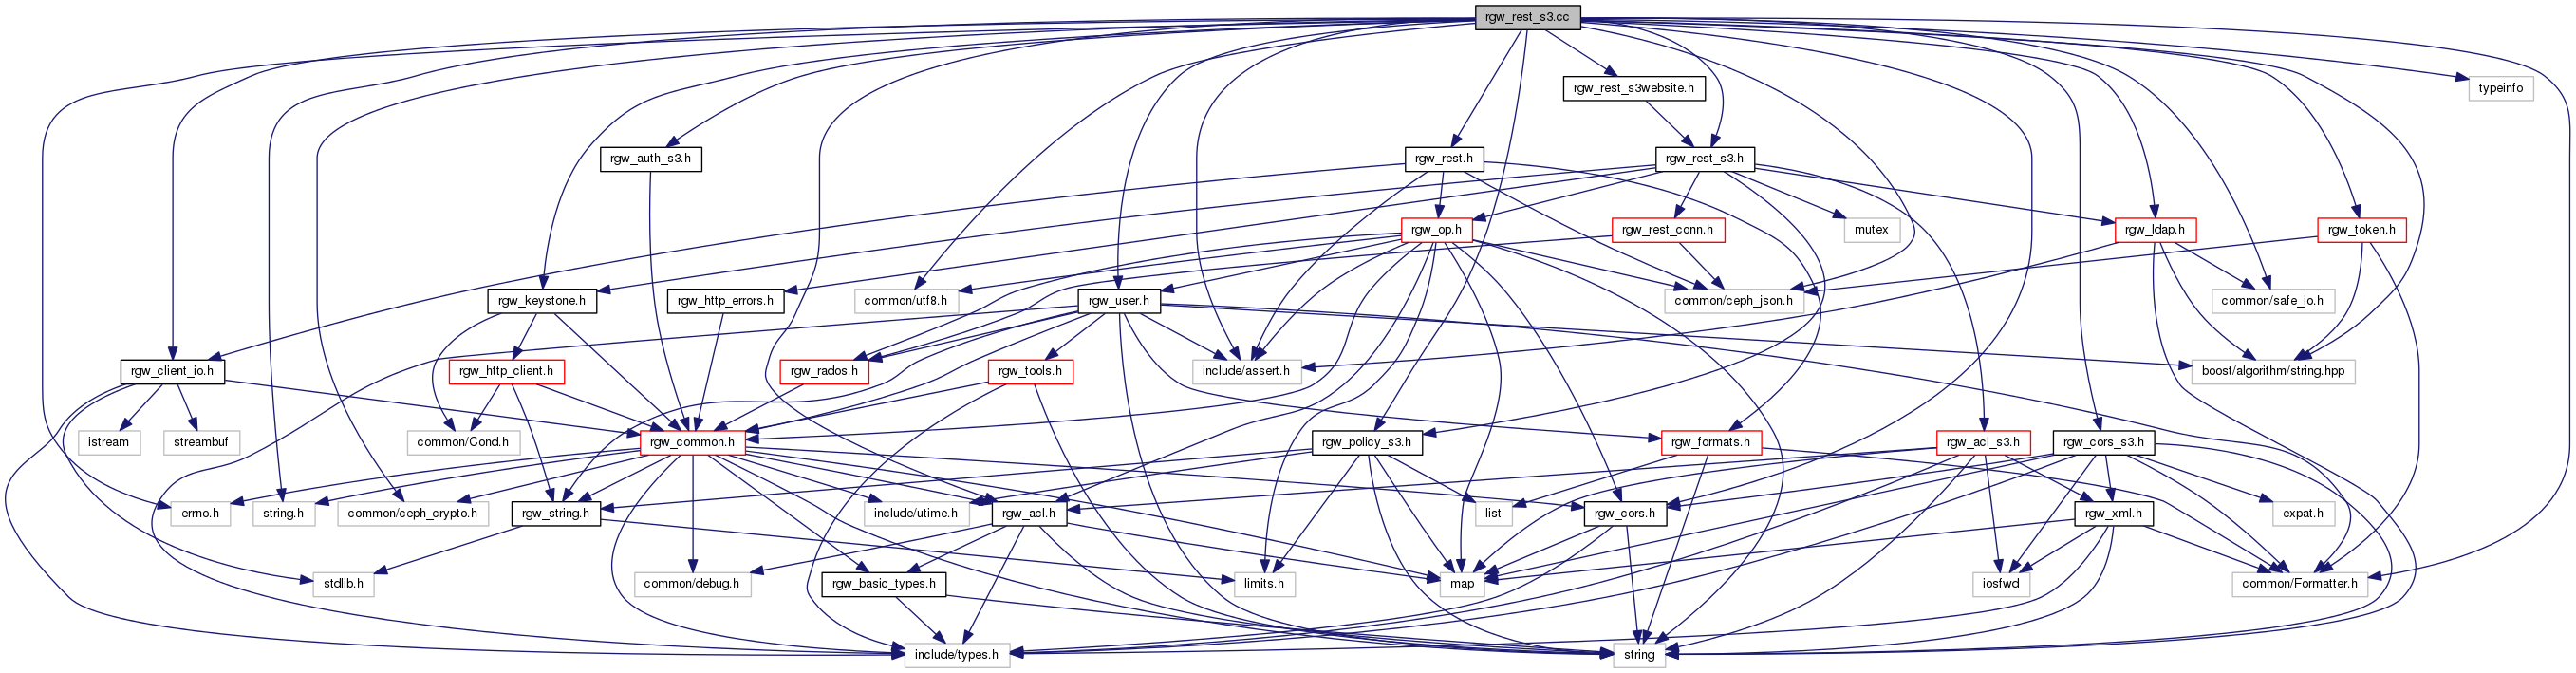 rgw_rest_s3.cc
rgw_rest_s3website.h
typeinfo
rgw_auth_s3.h
rgw_rest.h
rgw_rest_s3.h
rgw_op.h
rgw_rest_conn.h
mutex
rgw_ldap.h
rgw_token.h
rgw_keystone.h
rgw_http_errors.h
common/utf8.h
rgw_user.h
common/ceph_json.h
common/safe_io.h
rgw_client_io.h
rgw_http_client.h
rgw_rados.h
rgw_tools.h
include/assert.h
boost/algorithm/string.hpp
istream
streambuf
common/Cond.h
rgw_common.h
rgw_policy_s3.h
rgw_formats.h
rgw_acl_s3.h
rgw_cors_s3.h
errno.h
string.h
common/ceph_crypto.h
rgw_string.h
include/utime.h
rgw_acl.h
list
rgw_cors.h
rgw_xml.h
expat.h
stdlib.h
common/debug.h
rgw_basic_types.h
limits.h
map
iosfwd
common/Formatter.h
include/types.h
string